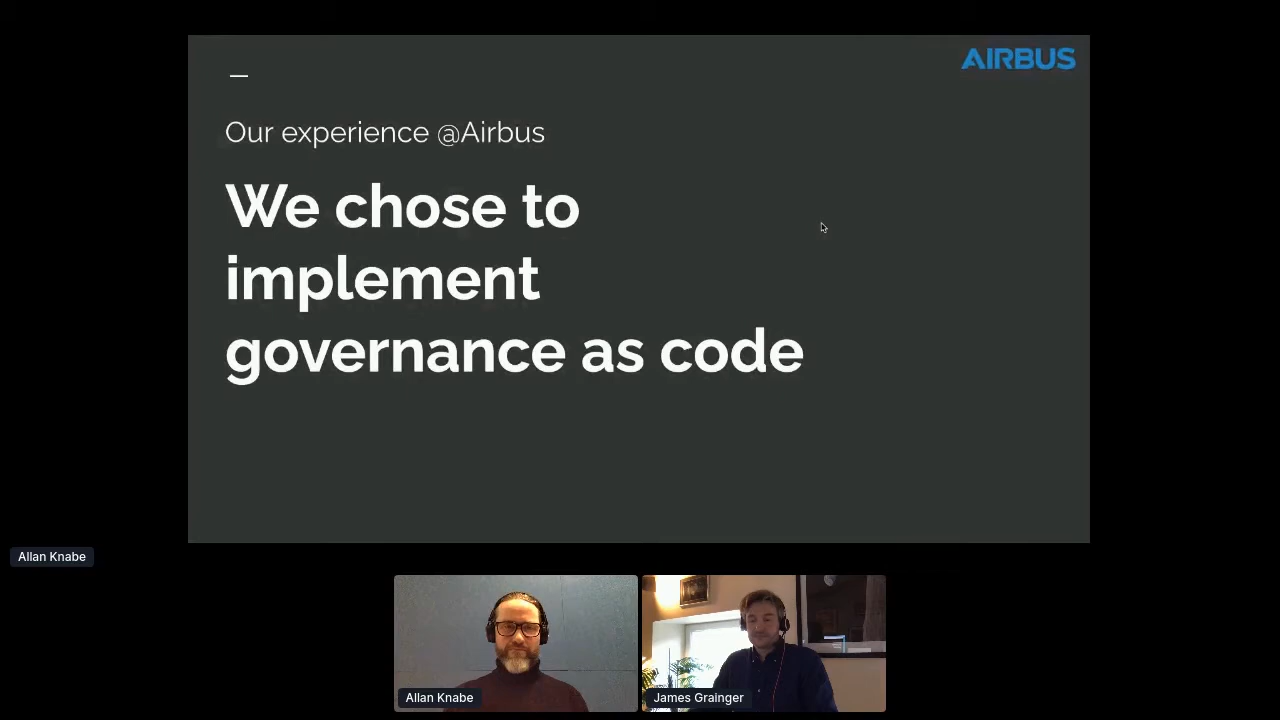 AIRBUS
Our experience @Airbus
We chose to
implement
governance as code
Allan Knabe
Allan Knabe
James Grainger